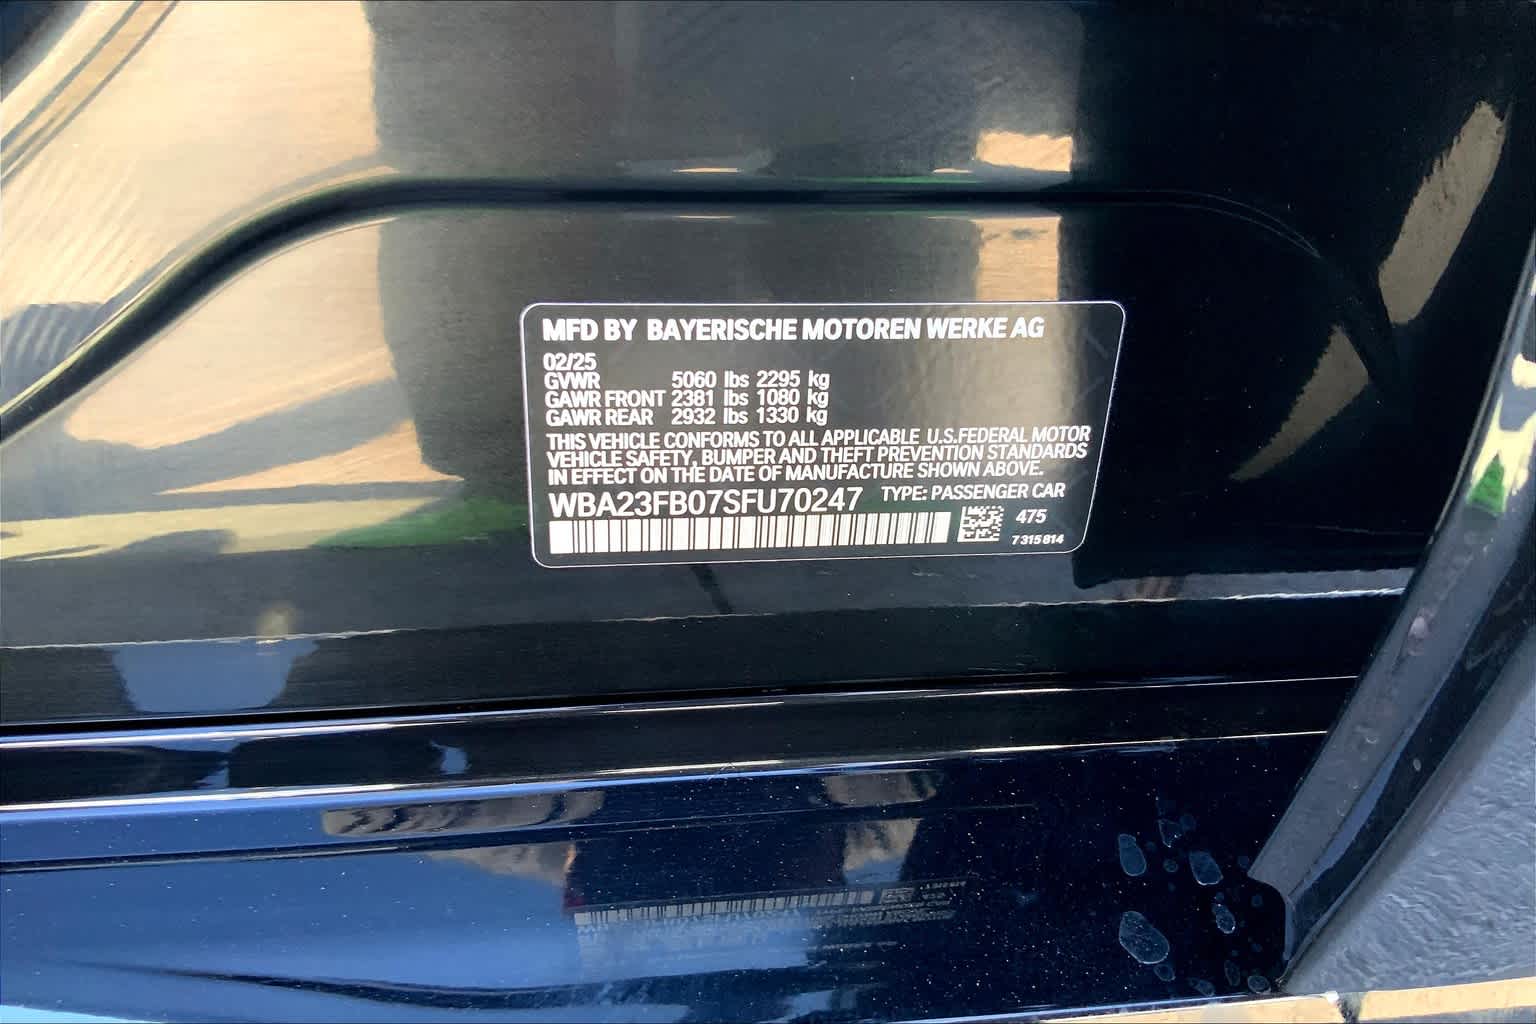 MFD BY BAYERISCHE MOTOREN WERKE AG
02/25
GVWR 5060 lbs 2295 kg
GAWR FRONT 2381 lbs 1080 kg
GAWR REAR 2932 lbs 1330 kg
THIS VEHICLE CONFORMS TO ALL APPLICABLE U.S.FEDERAL MOTOR
VEHICLE SAFETY, BUMPER AND THEFT PREVENTION STANDARDS
IN EFFECT ON THE DATE OF MANUFACTURE SHOWN ABOVE.
WBA23FB07SFU70247 TYPE: PASSENGER CAR
475
7 315 814